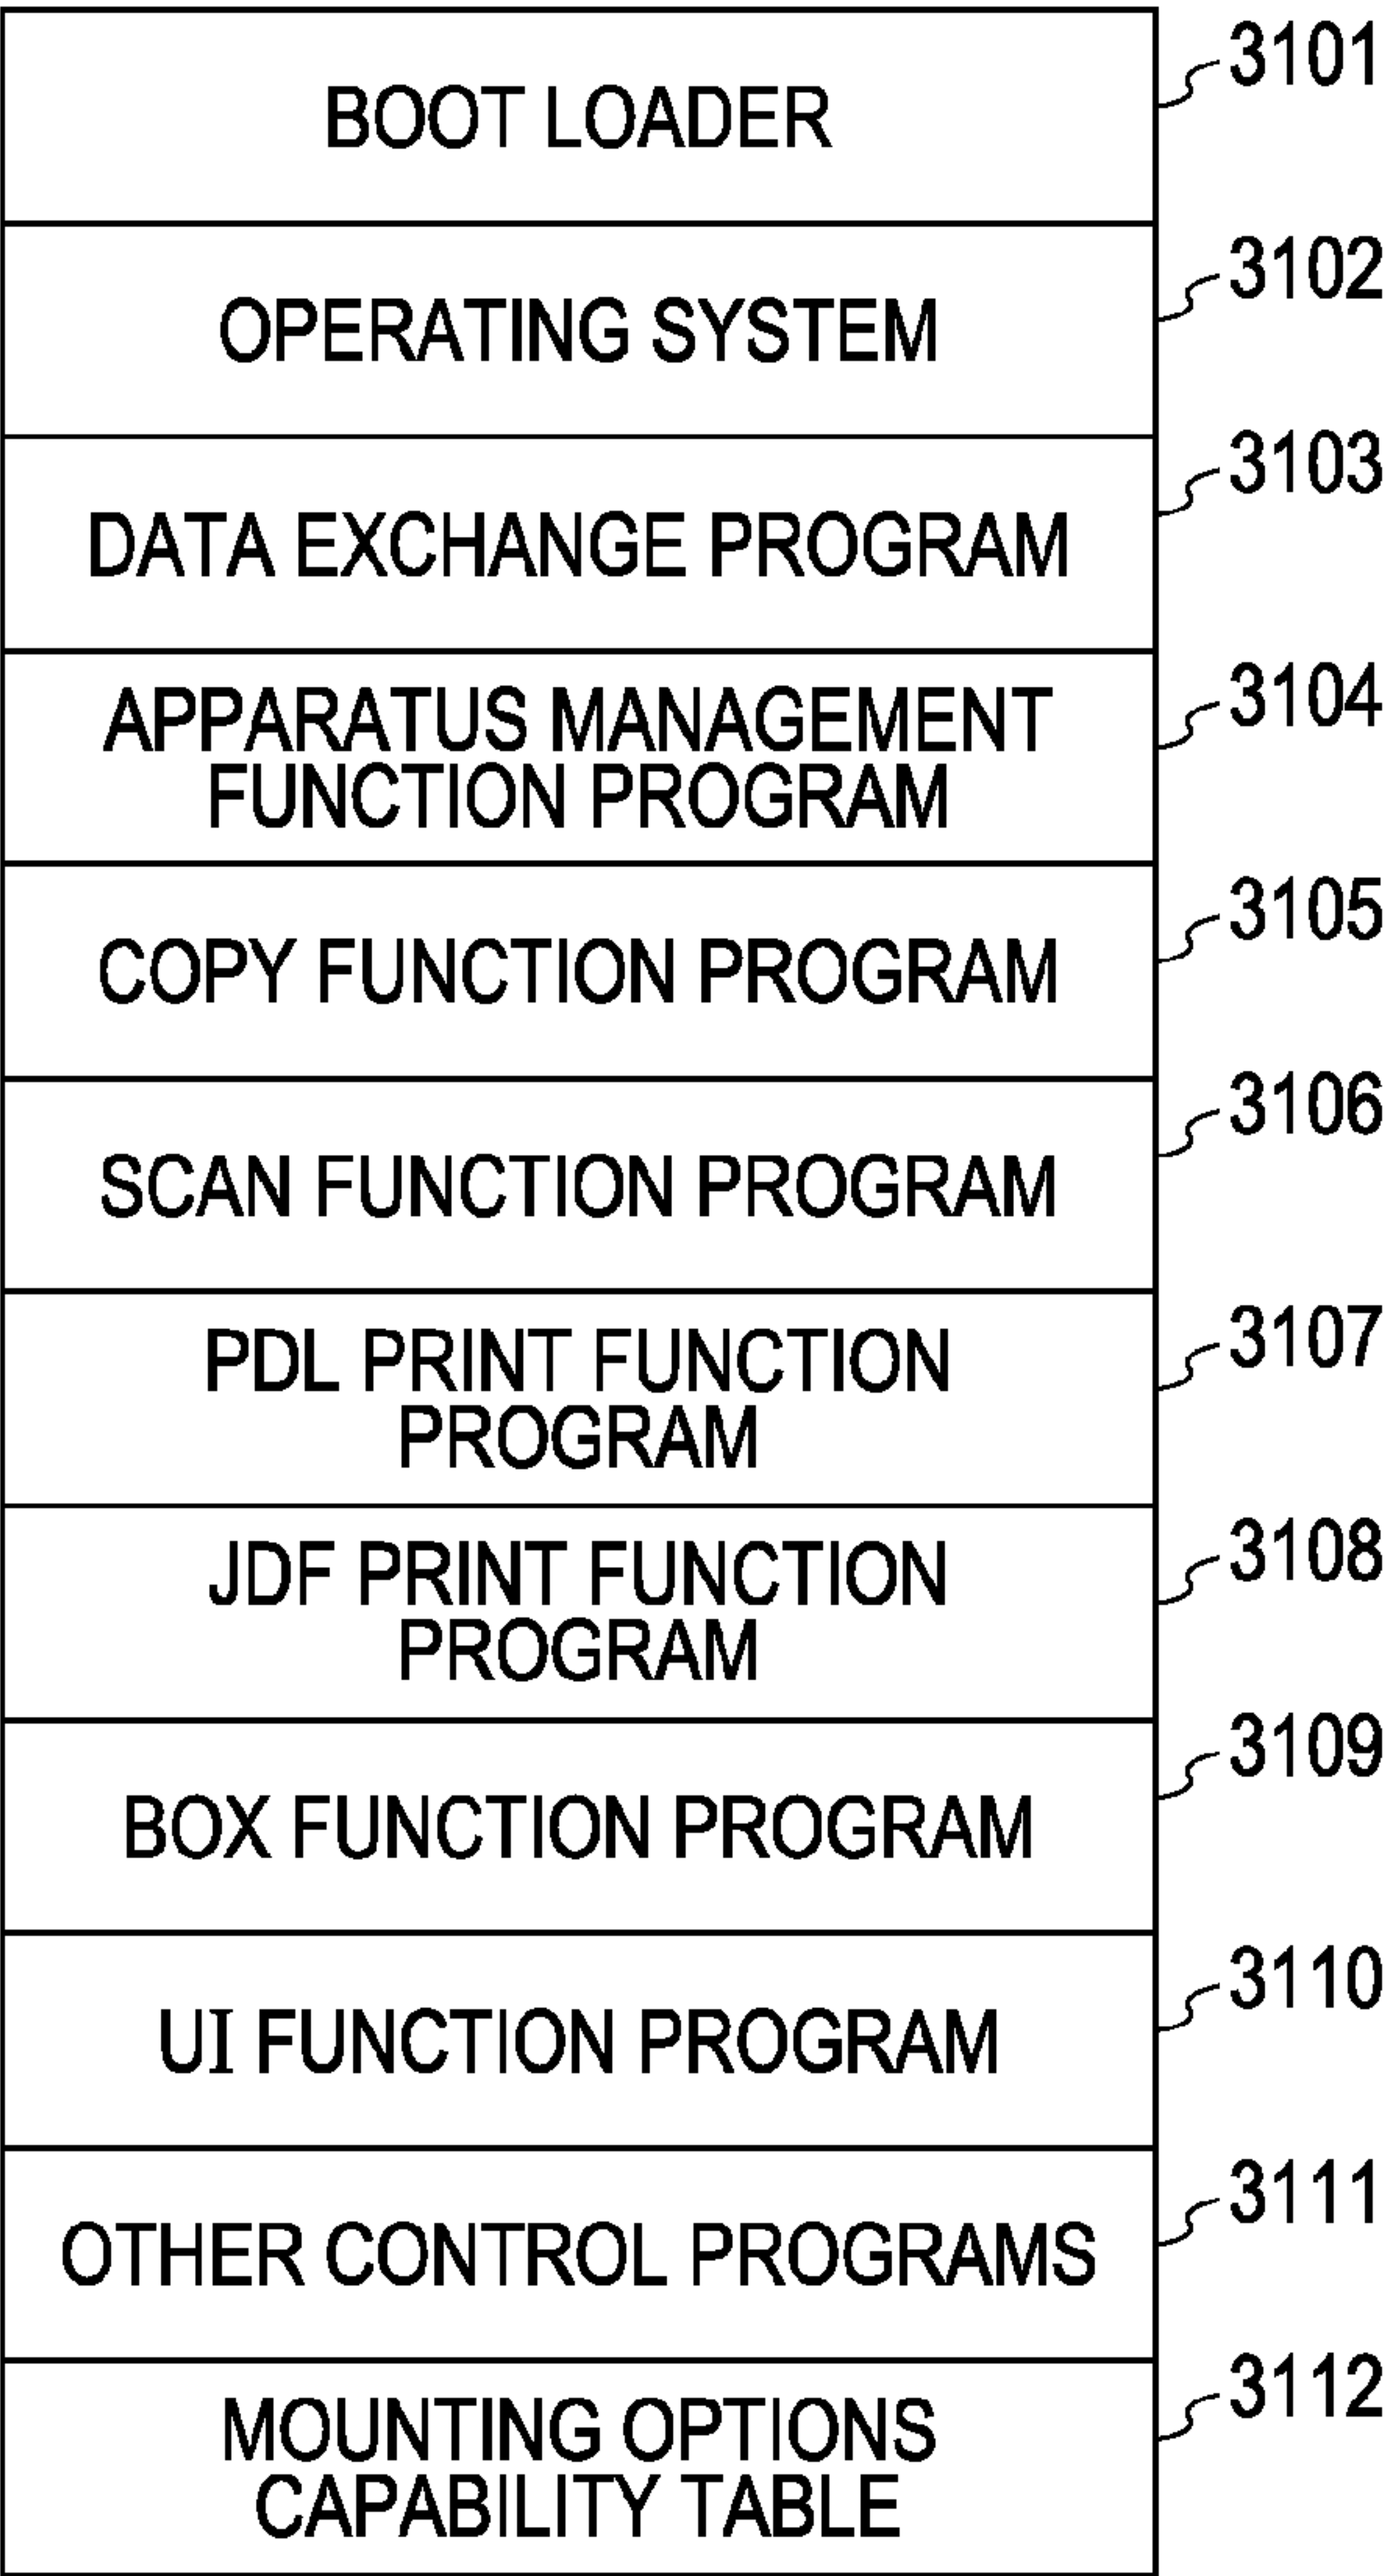 BOOT LOADER
3101
OPERATING SYSTEM
3102
DATA EXCHANGE PROGRAM
3103
APPARATUS MANAGEMENT
FUNCTION PROGRAM
3104
COPY FUNCTION PROGRAM
3105
SCAN FUNCTION PROGRAM
3106
PDL PRINT FUNCTION
PROGRAM
3107
JDF PRINT FUNCTION
PROGRAM
3108
BOX FUNCTION PROGRAM
3109
UI FUNCTION PROGRAM
3110
OTHER CONTROL PROGRAMS
3111
MOUNTING OPTIONS
CAPABILITY TABLE
3112